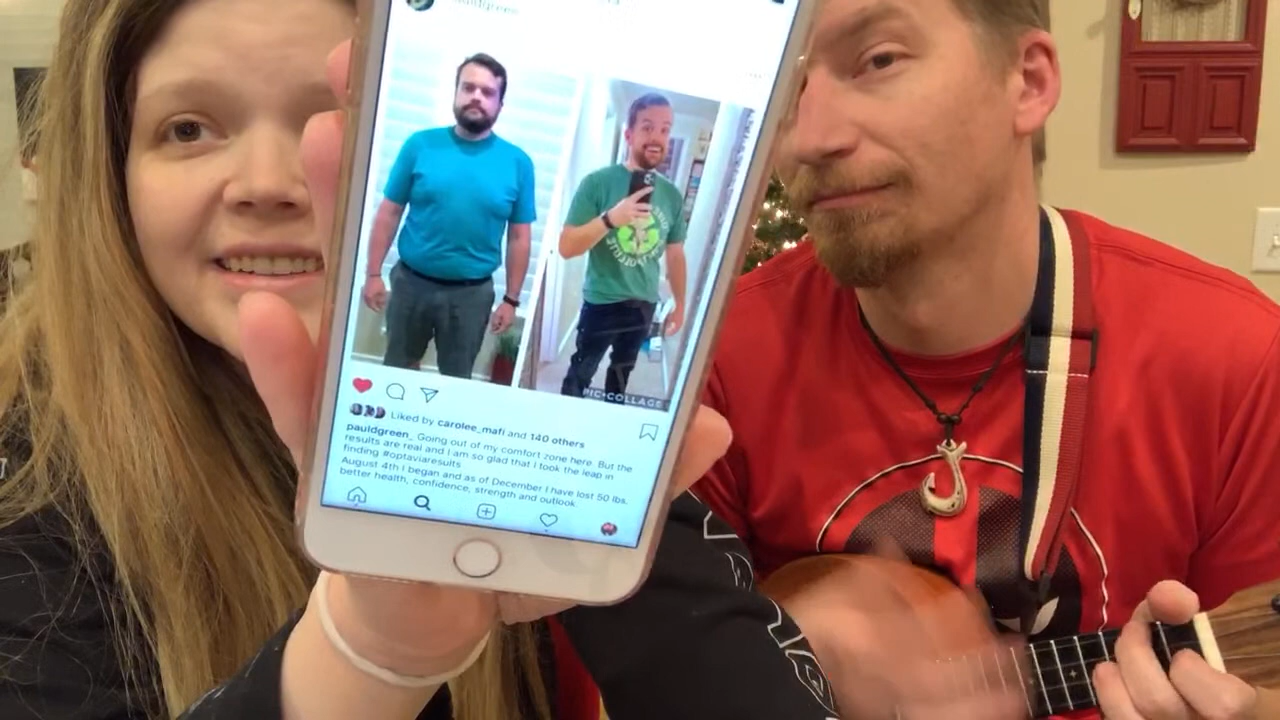 PIC•COLLAGE
Liked by carolee_mafi and 140 others
pauldgreen_ Going out of my comfort zone here. But the
results are real and I am so glad that I took the leap in
finding #optaviaresults
August 4th I began and as of December I have lost 50 lbs.
better health, confidence, strength and outlook.